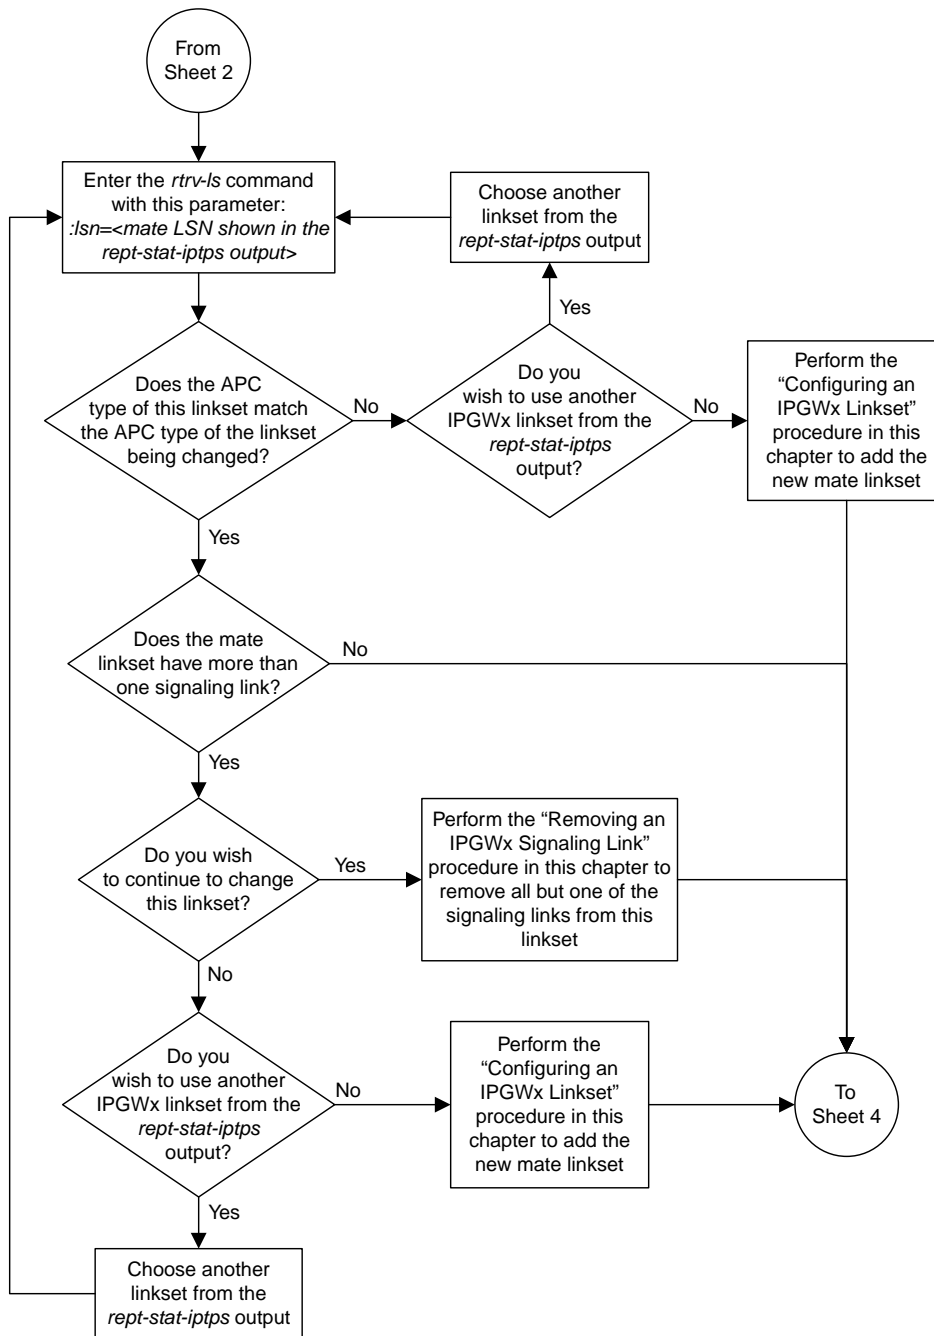 From
Sheet 2
Enter the rtrv-ls command
with this parameter:
:lsn=<mate LSN shown in the
rept-stat-iptps output>
Choose another
linkset from the
rept-stat-iptps output
Yes
Does the APC
type of this linkset match
the APC type of the linkset
being changed?
No
Do you
wish to use another
IPGWx linkset from the
rept-stat-iptps
output?
No
Perform the
“Configuring an
IPGWx Linkset”
procedure in this
chapter to add the
new mate linkset
Yes
Does the mate
linkset have more than
one signaling link?
No
Yes
Do you wish
to continue to change
this linkset?
Yes
Perform the “Removing an
IPGWx Signaling Link”
procedure in this chapter to
remove all but one of the
signaling links from this
linkset
No
Do you
wish to use another
IPGWx linkset from the
rept-stat-iptps
output?
No
Perform the
“Configuring an
IPGWx Linkset”
procedure in this
chapter to add the
new mate linkset
To
Sheet 4
Yes
Choose another
linkset from the
rept-stat-iptps output